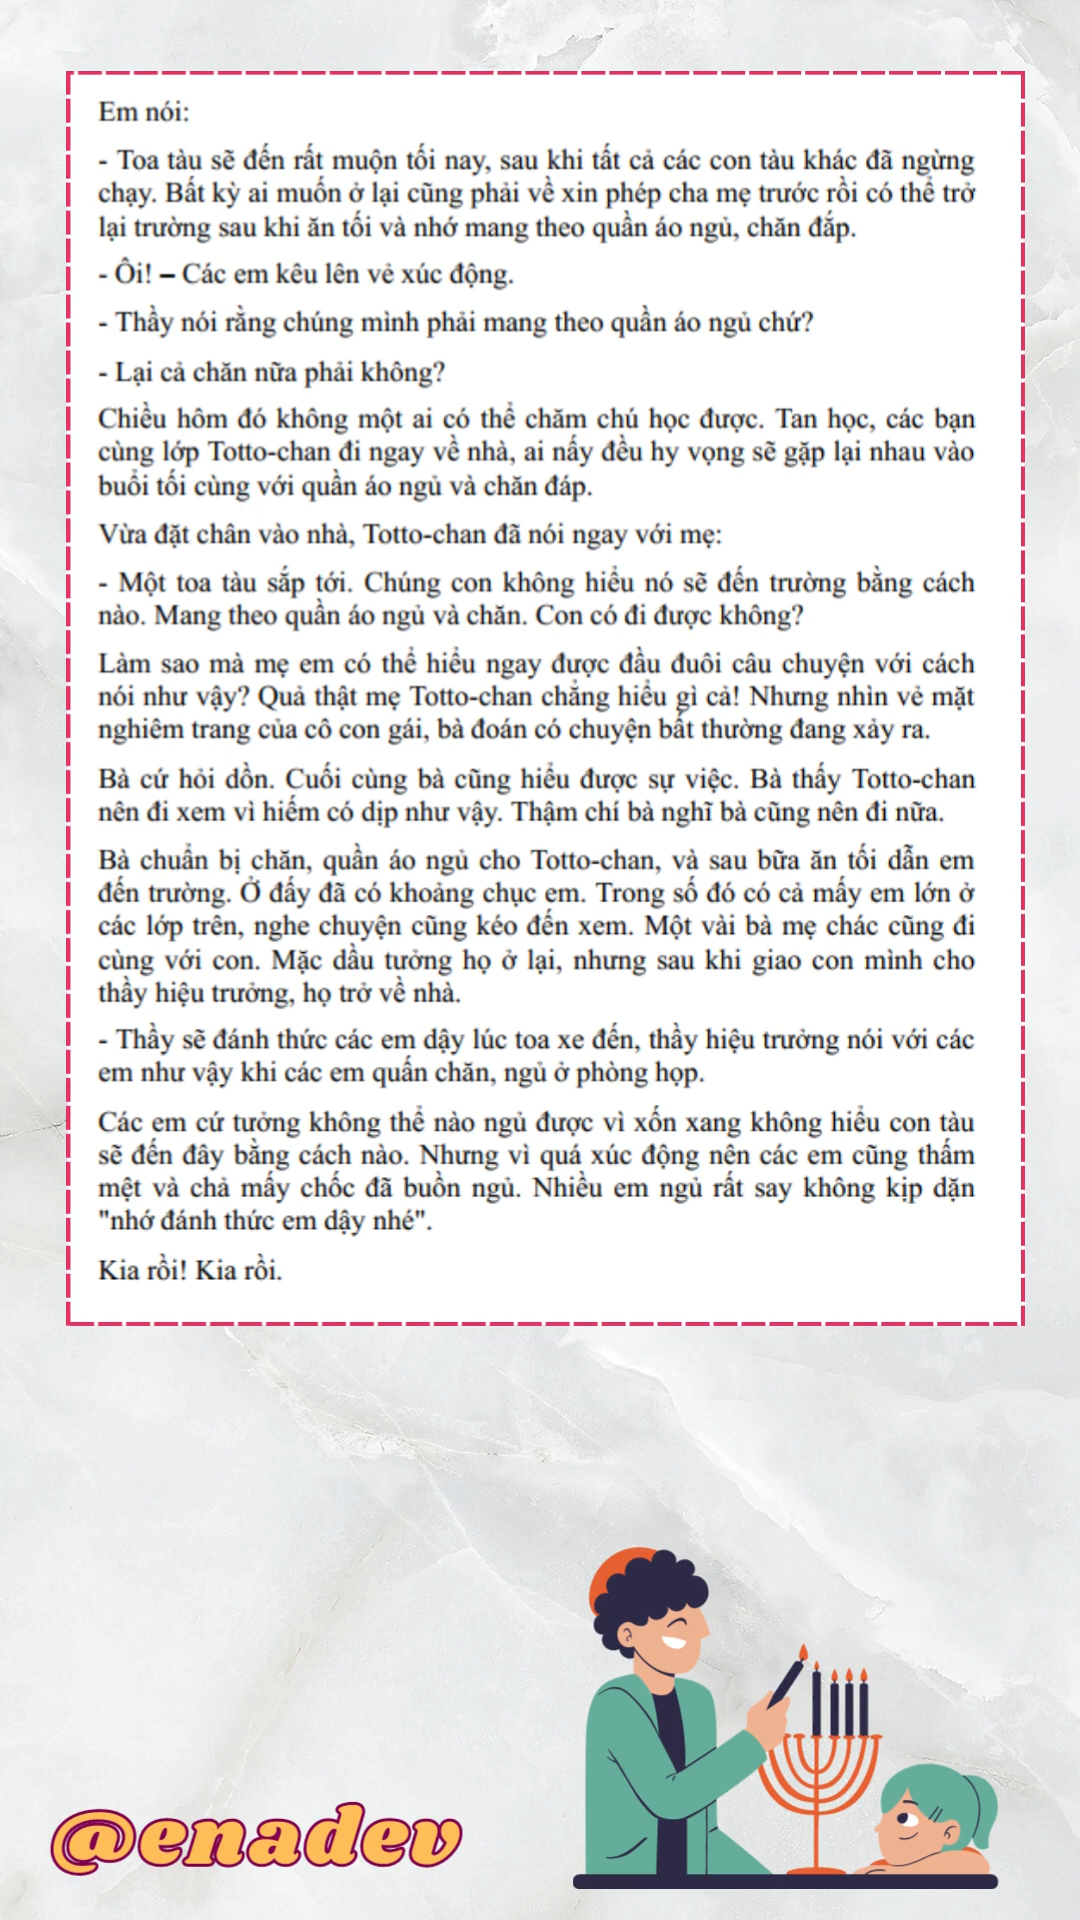 Em nói:
- Toa tàu sẽ đến rất muộn tối nay, sau khi tất cả các con tàu khác đã ngừng
chạy. Bất kỳ ai muốn ở lại cũng phải về xin phép cha mẹ trước rồi có thể trở
lại trường sau khi ăn tối và nhớ mang theo quần áo ngủ, chăn đắp.
- Ôi! – Các em kêu lên vẻ xúc động.
- Thầy nói rằng chúng mình phải mang theo quần áo ngủ chứ?
- Lại cả chăn nữa phải không?
Chiều hôm đó không một ai có thể chăm chú học được. Tan học, các bạn
cùng lớp Totto-chan đi ngay về nhà, ai nấy đều hy vọng sẽ gặp lại nhau vào
buổi tối cùng với quần áo ngủ và chăn đáp.
Vừa đặt chân vào nhà, Totto-chan đã nói ngay với mẹ:
- Một toa tàu sắp tới. Chúng con không hiểu nó sẽ đến trường bằng cách
nào. Mang theo quần áo ngủ và chăn. Con có đi được không?
Làm sao mà mẹ em có thể hiểu ngay được đầu đuôi câu chuyện với cách
nói như vậy? Quả thật mẹ Totto-chan chẳng hiểu gì cả! Nhưng nhìn vẻ mặt
nghiêm trang của cô con gái, bà đoán có chuyện bất thường đang xảy ra.
Bà cứ hỏi dồn. Cuối cùng bà cũng hiểu được sự việc. Bà thấy Totto-chan
nên đi xem vì hiếm có dịp như vậy. Thậm chí bà nghĩ bà cũng nên đi nữa.
Bà chuẩn bị chăn, quần áo ngủ cho Totto-chan, và sau bữa ăn tối dẫn em
đến trường. Ở đấy đã có khoảng chục em. Trong số đó có cả mấy em lớn ở
các lớp trên, nghe chuyện cũng kéo đến xem. Một vài bà mẹ chác cũng đi
cùng với con. Mặc dầu tưởng họ ở lại, nhưng sau khi giao con mình cho
thầy hiệu trưởng, họ trở về nhà.
- Thầy sẽ đánh thức các em dậy lúc toa xe đến, thầy hiệu trưởng nói với các
em như vậy khi các em quấn chăn, ngủ ở phòng họp.
Các em cứ tưởng không thể nào ngủ được vì xốn xang không hiểu con tàu
sẽ đến đây bằng cách nào. Nhưng vì quá xúc động nên các em cũng thấm
mệt và chả mấy chốc đã buồn ngủ. Nhiều em ngủ rất say không kịp dặn
"nhớ đánh thức em dậy nhé".
Kia rồi! Kia rồi.
@enadev